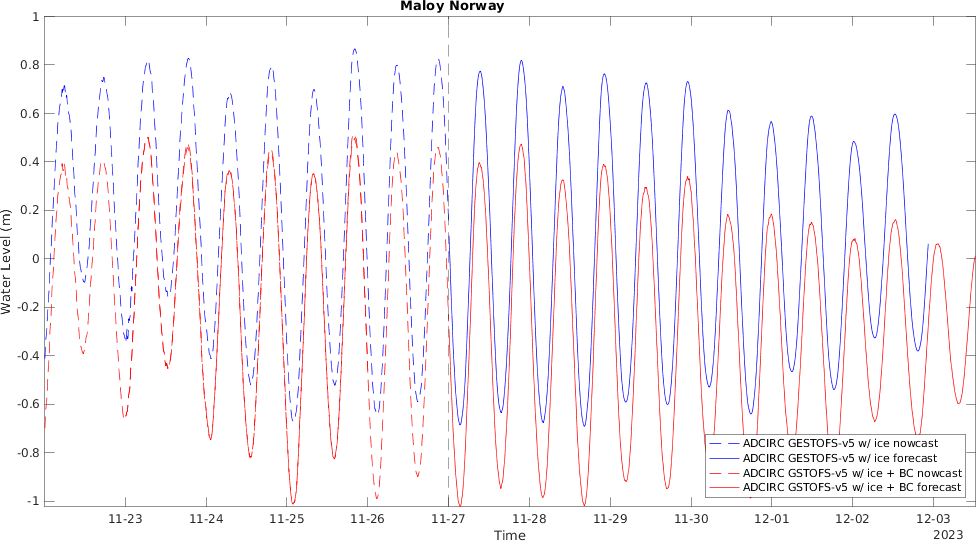 Maloy Norway
1
0.8
0.6
0.4
0.2
0
-0.2
-0.4
-0.6
-0.8
-1
Water Level (m)
ADCIRC GESTOFS-v5 w/ ice nowcast
ADCIRC GESTOFS-v5 w/ ice forecast
ADCIRC GSTOFS-v5 w/ ice + BC nowcast
ADCIRC GSTOFS-v5 w/ ice + BC forecast
11-23 11-24 11-25 11-26 11-27 11-28 11-29 11-30 12-01 12-02 12-03
Time
2023